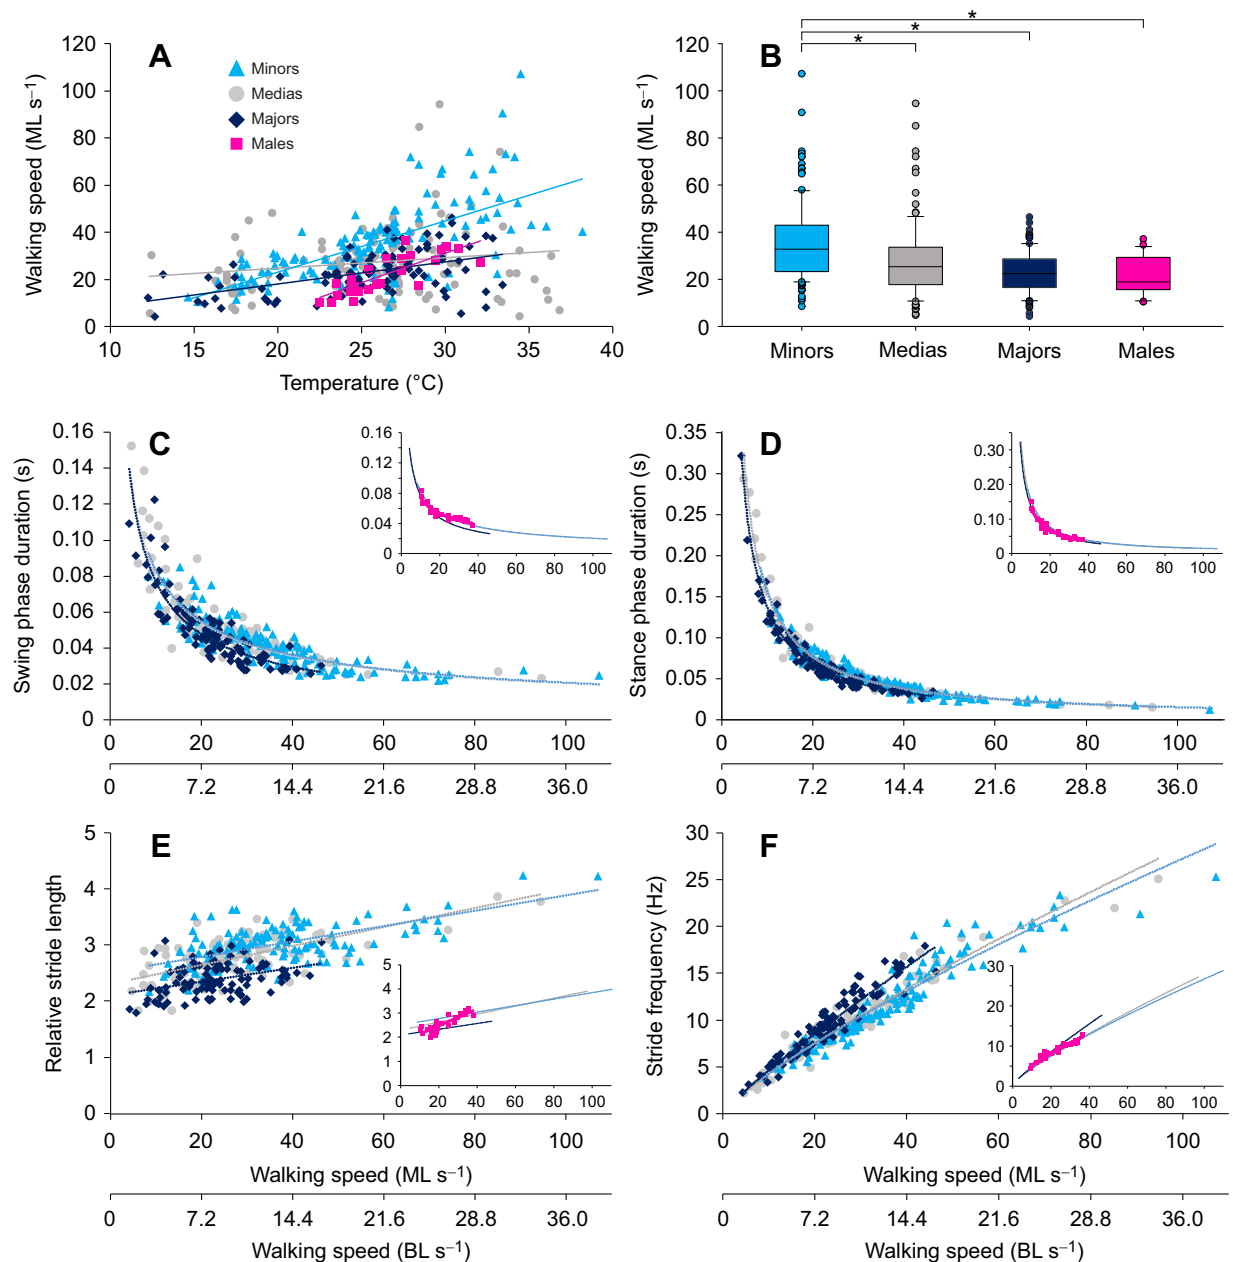 A
Walking speed (ML s−1)
120
100
80
60
40
20
0
10 15 20 25 30 35 40
Temperature (°C)
Minors
Medias
Majors
Males
B
* 
*
*
Walking speed (ML s−1)
120
100
80
60
40
20
0
Minors Medias Majors Males
C
Swing phase duration (s)
0.16
0.14
0.12
0.10
0.08
0.06
0.04
0.02
0
0 20 40 60 80 100
0 7.2 14.4 21.6 28.8 36.0
0.16
0.12
0.08
0.04
0
0 20 40 60 80 100
D
Stance phase duration (s)
0.35
0.30
0.25
0.20
0.15
0.10
0.05
0
0 20 40 60 80 100
0 7.2 14.4 21.6 28.8 36.0
0.30
0.20
0.10
0
0 20 40 60 80 100
E
Relative stride length
5
4
3
2
1
0
0 20 40 60 80 100
Walking speed (ML s−1)
0 7.2 14.4 21.6 28.8 36.0
Walking speed (BL s−1)
5
4
3
2
1
0
0 20 40 60 80 100
F
Stride frequency (Hz)
30
25
20
15
10
5
0
0 20 40 60 80 100
Walking speed (ML s−1)
0 7.2 14.4 21.6 28.8 36.0
Walking speed (BL s−1)
30
20
10
0
0 20 40 60 80 100